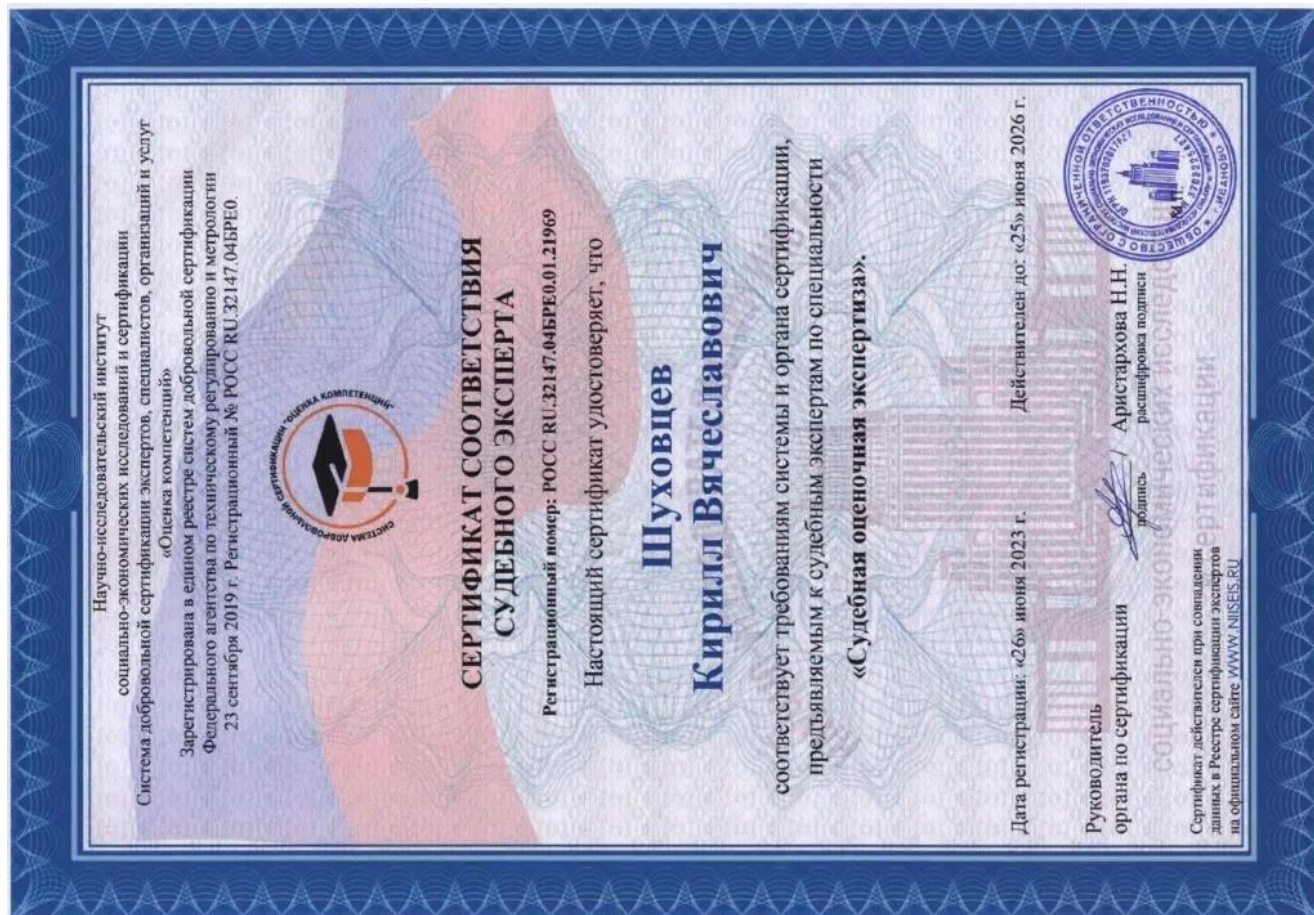 Научно-исследовательский институт
социально-экономических исследований и сертификации
Система добровольной сертификации экспертов, специалистов, организаций и услуг
«Оценка компетенций»
Зарегистрирована в едином реестре систем добровольной сертификации
Федерального агентства по техническому регулированию и метрологии
23 сентября 2019 г. Регистрационный № РОСС RU.32147.04БРЕ0.
СИСТЕМА ДОБРОВОЛЬНОЙ СЕРТИФИКАЦИИ "ОЦЕНКА КОМПЕТЕНЦИЙ"
СЕРТИФИКАТ СООТВЕТСТВИЯ
СУДЕБНОГО ЭКСПЕРТА
Регистрационный номер: РОСС RU.32147.04БРЕ0.01.21969
Настоящий сертификат удостоверяет, что
Шуховцев
Кирилл Вячеславович
соответствует требованиям системы и органа сертификации,
предъявляемым к судебным экспертам по специальности
«Судебная оценочная экспертиза».
Дата регистрации: «26» июня 2023 г. Действителен до: «25» июня 2026 г.
Руководитель
органа по сертификации / Аристархова Н.Н.
подпись расшифровка подписи
М.П.
ОБЩЕСТВО С ОГРАНИЧЕННОЙ ОТВЕТСТВЕННОСТЬЮ * г. ИВАНОВО *
Сертификат действителен при совпадении
данных в Реестре сертификации экспертов
на официальном сайте WWW.NIISEIS.RU